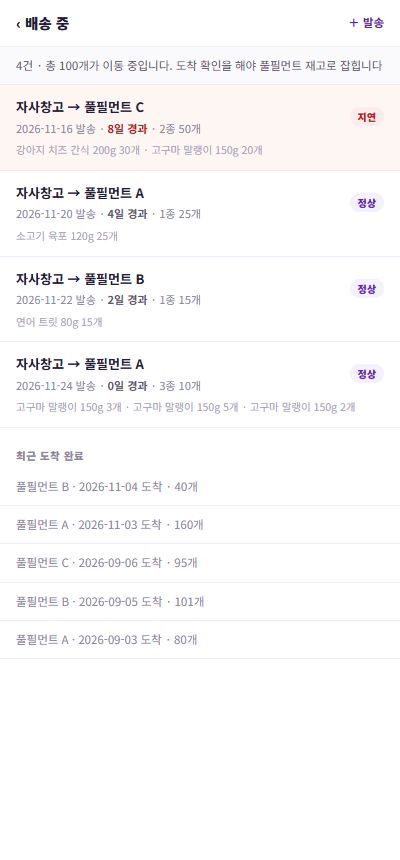 ‹ 배송 중
+ 발송
4건 · 총 100개가 이동 중입니다. 도착 확인을 해야 풀필먼트 재고로 잡힙니다
자사창고 → 풀필먼트 C
지연
2026-11-16 발송 · 8일 경과 · 2종 50개
강아지 치즈 간식 200g 30개 · 고구마 말랭이 150g 20개
자사창고 → 풀필먼트 A
정상
2026-11-20 발송 · 4일 경과 · 1종 25개
소고기 육포 120g 25개
자사창고 → 풀필먼트 B
정상
2026-11-22 발송 · 2일 경과 · 1종 15개
연어 트릿 80g 15개
자사창고 → 풀필먼트 A
정상
2026-11-24 발송 · 0일 경과 · 3종 10개
고구마 말랭이 150g 3개 · 고구마 말랭이 150g 5개 · 고구마 말랭이 150g 2개
최근 도착 완료
풀필먼트 B · 2026-11-04 도착 · 40개
풀필먼트 A · 2026-11-03 도착 · 160개
풀필먼트 C · 2026-09-06 도착 · 95개
풀필먼트 B · 2026-09-05 도착 · 101개
풀필먼트 A · 2026-09-03 도착 · 80개